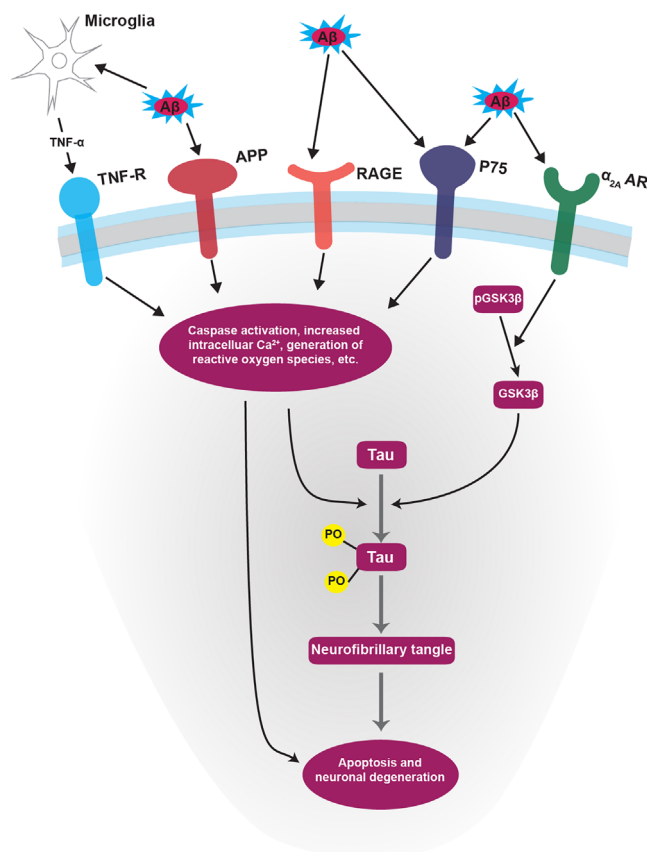 Microglia
Aβ
Aβ
Aβ
TNF-α
TNF-R
APP
RAGE
P75
α2A AR
pGSK3β
Caspase activation, increased
intracelluar Ca²⁺, generation of
reactive oxygen species, etc.
GSK3β
Tau
PO
Tau
PO
Neurofibrillary tangle
Apoptosis and
neuronal degeneration